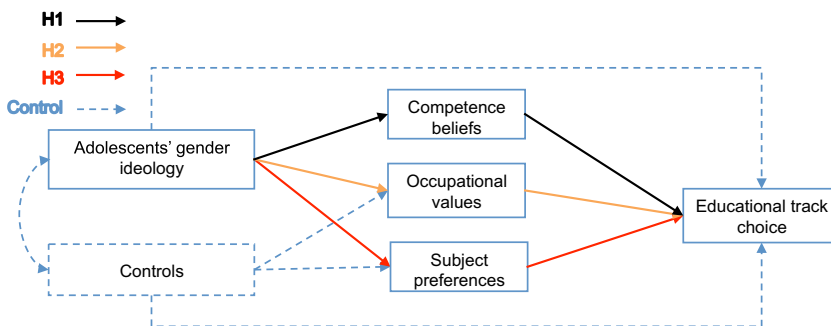 H1
H2
H3
Control
Adolescents' gender
ideology
Controls
Competence
beliefs
Occupational
values
Subject
preferences
Educational track
choice